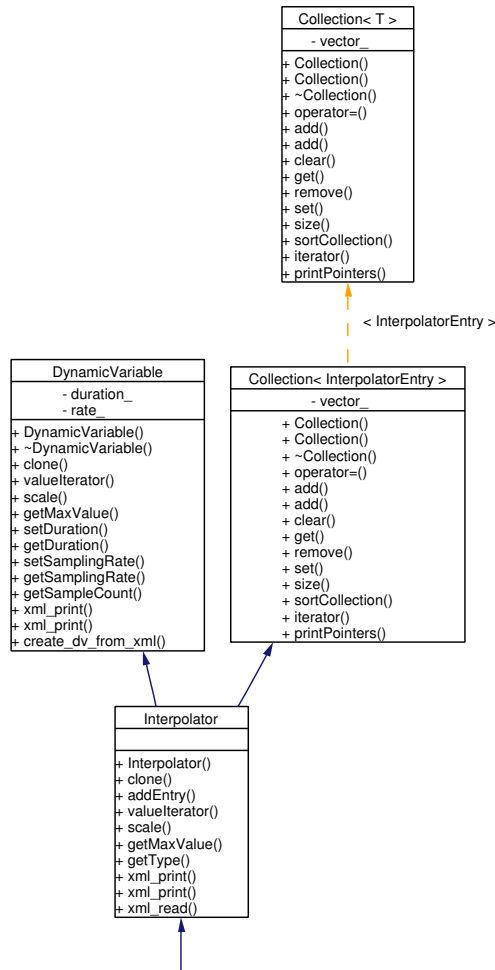 Collection< T >
- vector_
+ Collection()
+ Collection()
+ ~Collection()
+ operator=()
+ add()
+ add()
+ clear()
+ get()
+ remove()
+ set()
+ size()
+ sortCollection()
+ iterator()
+ printPointers()
< InterpolatorEntry >
DynamicVariable
- duration_
- rate_
+ DynamicVariable()
+ ~DynamicVariable()
+ clone()
+ valueIterator()
+ scale()
+ getMaxValue()
+ setDuration()
+ getDuration()
+ setSamplingRate()
+ getSamplingRate()
+ getSampleCount()
+ xml_print()
+ xml_print()
+ create_dv_from_xml()
Collection< InterpolatorEntry >
- vector_
+ Collection()
+ Collection()
+ ~Collection()
+ operator=()
+ add()
+ add()
+ clear()
+ get()
+ remove()
+ set()
+ size()
+ sortCollection()
+ iterator()
+ printPointers()
Interpolator
+ Interpolator()
+ clone()
+ addEntry()
+ valueIterator()
+ scale()
+ getMaxValue()
+ getType()
+ xml_print()
+ xml_print()
+ xml_read()